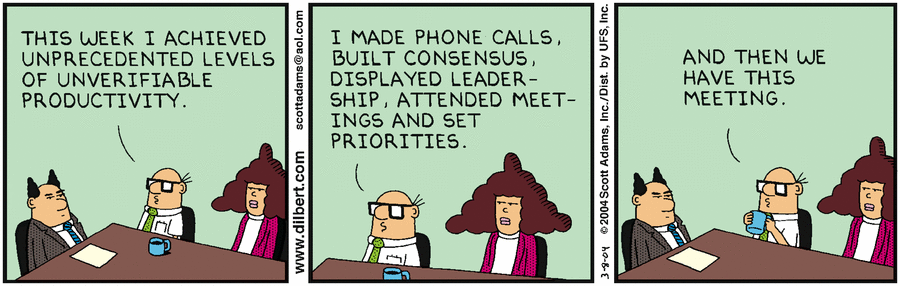 THIS WEEK I ACHIEVED
UNPRECEDENTED LEVELS
OF UNVERIFIABLE
PRODUCTIVITY.
scottadams@aol.com
www.dilbert.com
I MADE PHONE CALLS,
BUILT CONSENSUS,
DISPLAYED LEADER-
SHIP, ATTENDED MEET-
INGS AND SET
PRIORITIES.
3-8-04 © 2004 Scott Adams, Inc./Dist. by UFS, Inc.
AND THEN WE
HAVE THIS
MEETING.